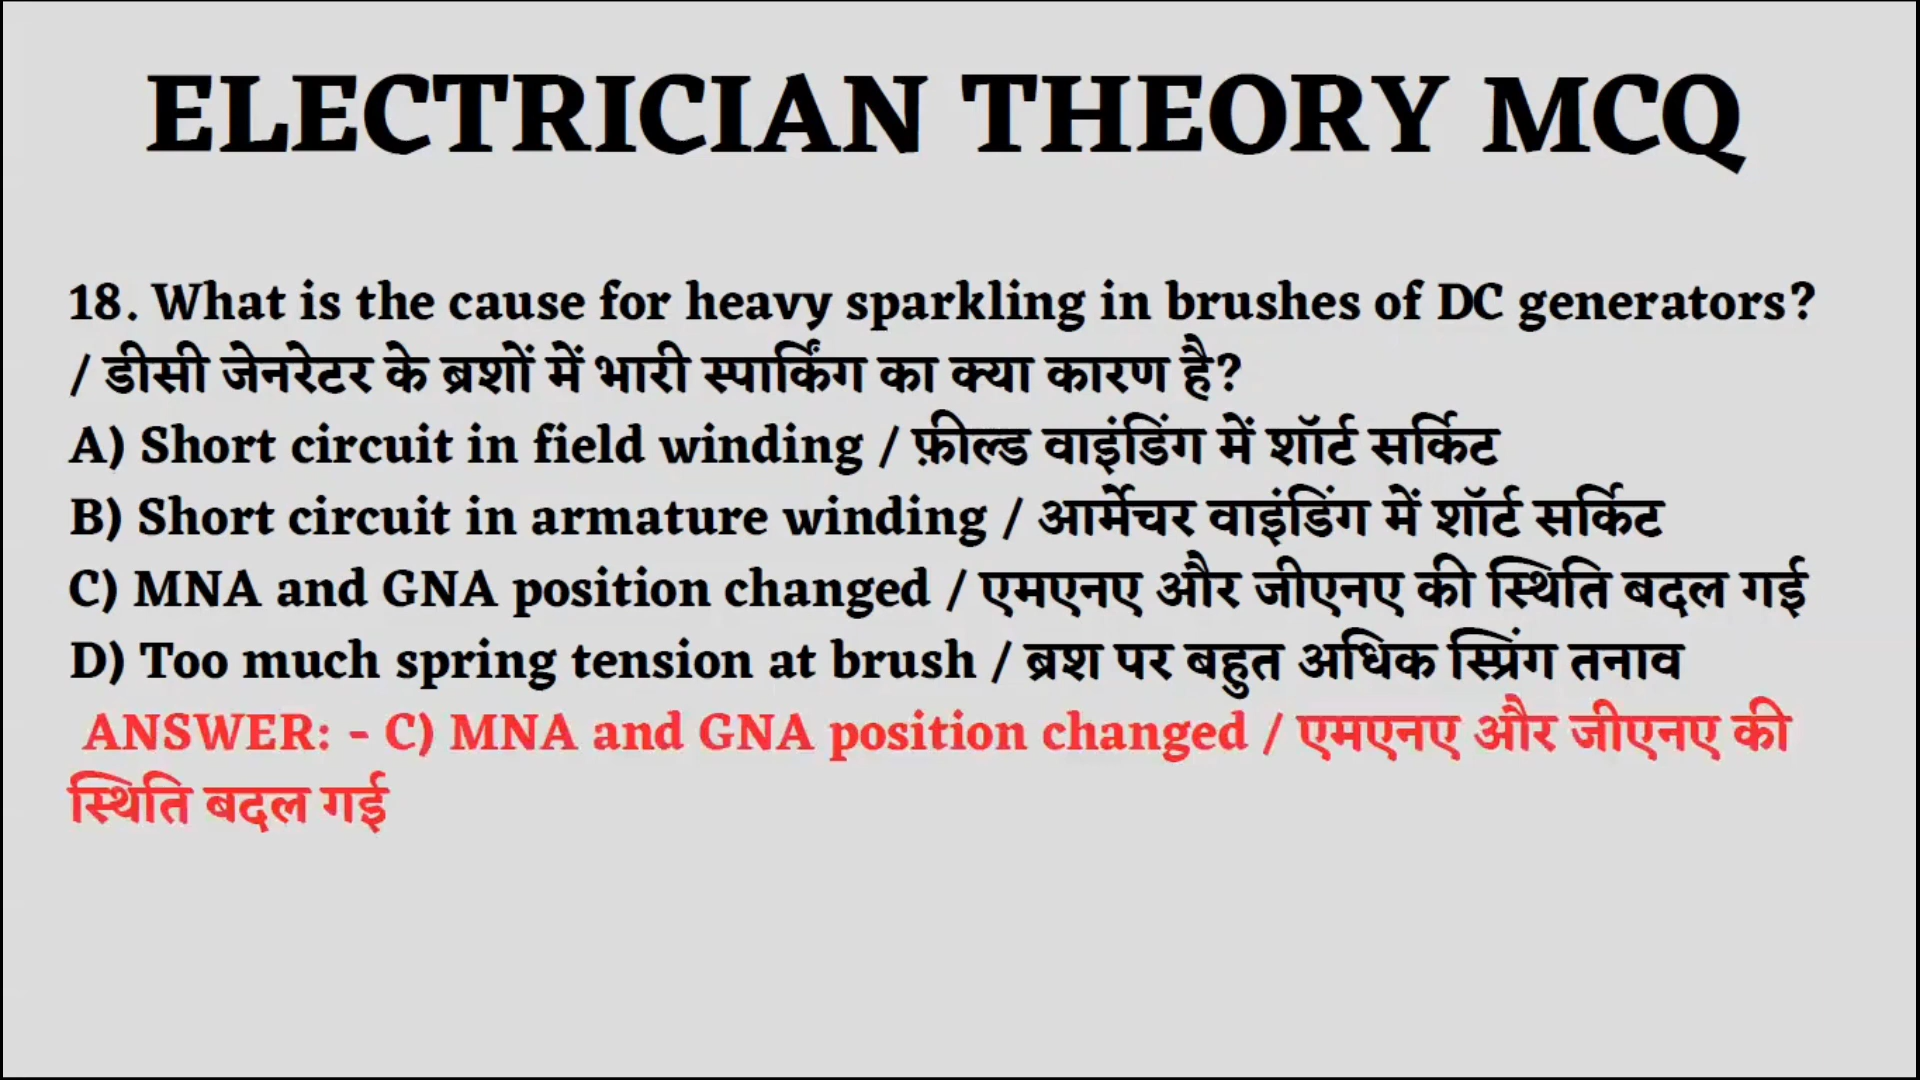 ELECTRICIAN THEORY MCQ
18. What is the cause for heavy sparkling in brushes of DC generators?
/ डीसी जेनरेटर के ब्रशों में भारी स्पार्किंग का क्या कारण है?
A) Short circuit in field winding / फ़ील्ड वाइंडिंग में शॉर्ट सर्किट
B) Short circuit in armature winding / आर्मेचर वाइंडिंग में शॉर्ट सर्किट
C) MNA and GNA position changed / एमएनए और जीएनए की स्थिति बदल गई
D) Too much spring tension at brush / ब्रश पर बहुत अधिक स्प्रिंग तनाव
ANSWER: - C) MNA and GNA position changed / एमएनए और जीएनए की
स्थिति बदल गई